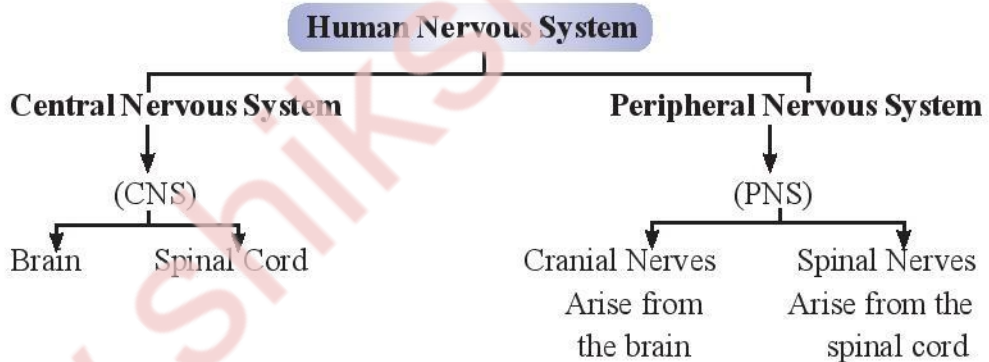 Human Nervous System
Central Nervous System
Peripheral Nervous System
(CNS)
(PNS)
Brain
Spinal Cord
Cranial Nerves
Arise from
the brain
Spinal Nerves
Arise from the
spinal cord
shiks